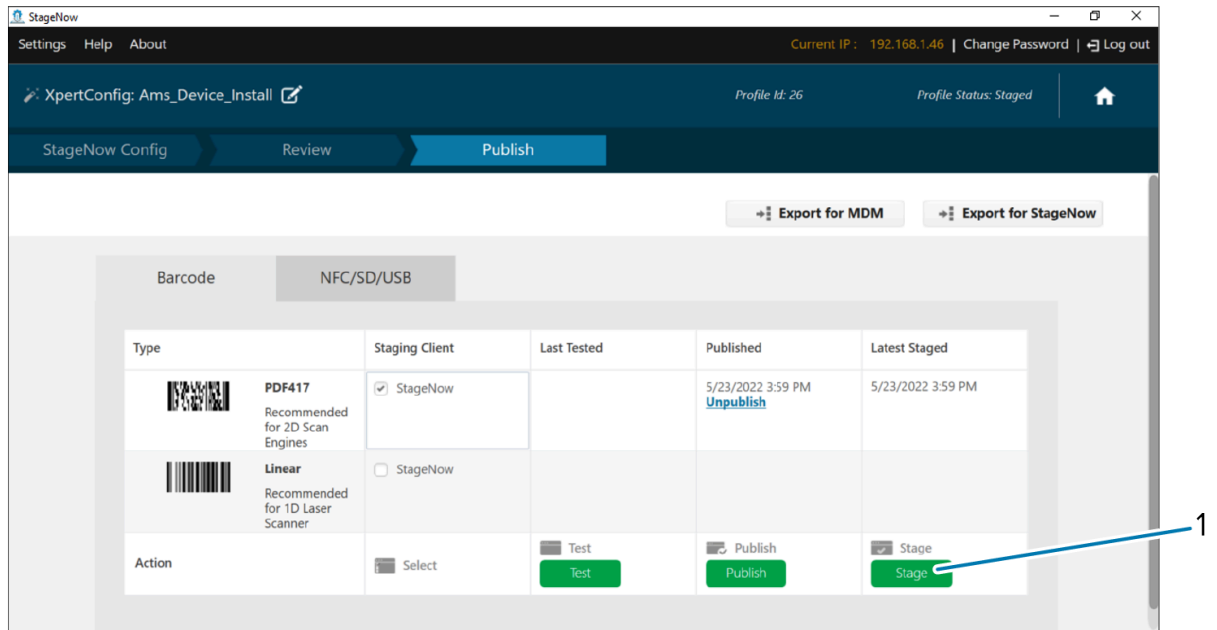 StageNow
Settings Help About
Current IP : 192.168.1.46 | Change Password | Log out
XpertConfig: Ams_Device_Install
Profile Id: 26
Profile Status: Staged
StageNow Config
Review
Publish
Export for MDM
Export for StageNow
Barcode
NFC/SD/USB
Type
Staging Client
Last Tested
Published
Latest Staged
PDF417
Recommended
for 2D Scan
Engines
StageNow
5/23/2022 3:59 PM
Unpublish
5/23/2022 3:59 PM
Linear
Recommended
for 1D Laser
Scanner
StageNow
Action
Select
Test
Test
Publish
Publish
Stage
Stage
1